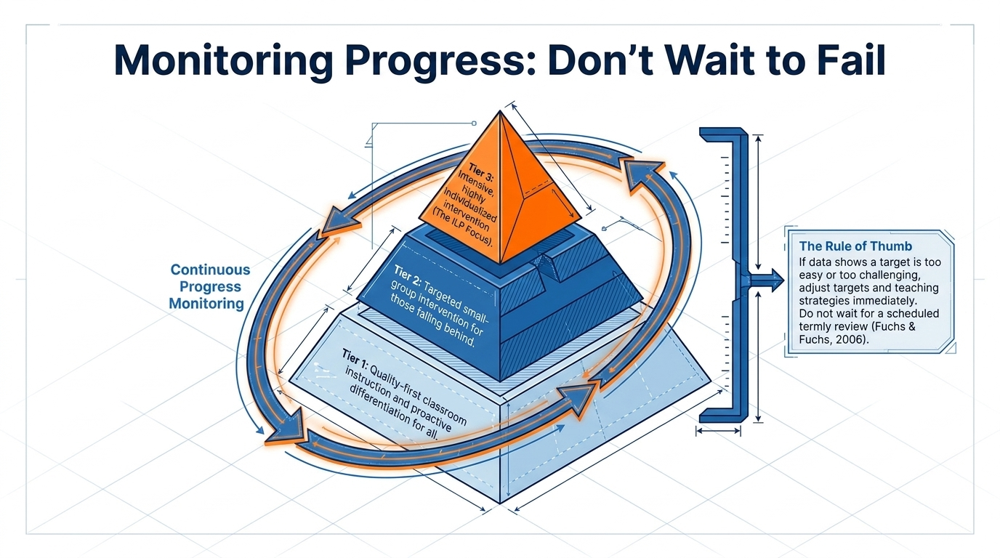 Monitoring Progress: Don’t Wait to Fail
Tier 3:
Intensive,
highly
individualized
intervention
(The ILP Focus).
Tier 2: Targeted small-
group intervention for
those falling behind.
Tier 1: Quality-first classroom
instruction and proactive
differentiation for all.
Continuous
Progress
Monitoring
The Rule of Thumb
If data shows a target is too
easy or too challenging,
adjust targets and teaching
strategies immediately.
Do not wait for a scheduled
termly review (Fuchs &
Fuchs, 2006).